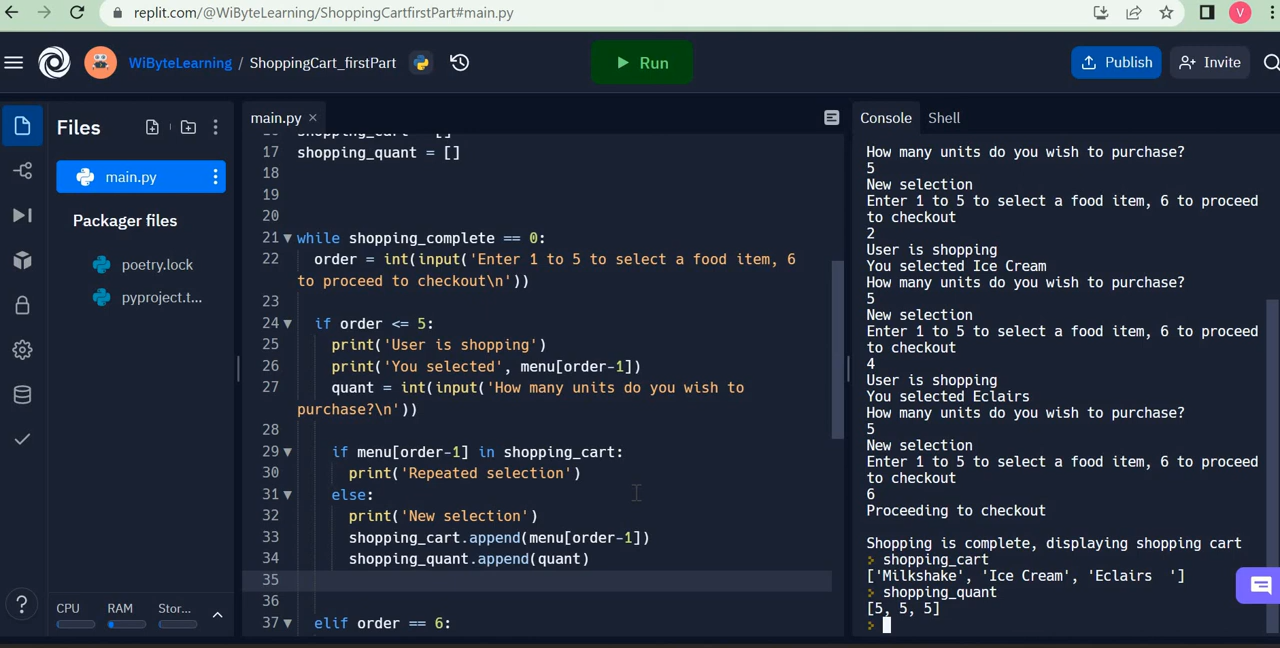 replit.com/@WiByteLearning/ShoppingCartfirstPart#main.py
V
WiByteLearning / ShoppingCart_firstPart
Run
Publish
Invite
Files
main.py
Packager files
poetry.lock
pyproject.t...
?
CPU RAM Stor...
main.py ×
17 shopping_quant = []
18
19
20
21 while shopping_complete == 0:
22 order = int(input('Enter 1 to 5 to select a food item, 6
to proceed to checkout\n'))
23
24 if order <= 5:
25 print('User is shopping')
26 print('You selected', menu[order-1])
27 quant = int(input('How many units do you wish to
purchase?\n'))
28
29 if menu[order-1] in shopping_cart:
30 print('Repeated selection')
31 else:
32 print('New selection')
33 shopping_cart.append(menu[order-1])
34 shopping_quant.append(quant)
35
36
37 elif order == 6:
Console Shell
How many units do you wish to purchase?
5
New selection
Enter 1 to 5 to select a food item, 6 to proceed
to checkout
2
User is shopping
You selected Ice Cream
How many units do you wish to purchase?
5
New selection
Enter 1 to 5 to select a food item, 6 to proceed
to checkout
4
User is shopping
You selected Eclairs
How many units do you wish to purchase?
5
New selection
Enter 1 to 5 to select a food item, 6 to proceed
to checkout
6
Proceeding to checkout
Shopping is complete, displaying shopping cart
> shopping_cart
['Milkshake', 'Ice Cream', 'Eclairs  ']
> shopping_quant
[5, 5, 5]
>